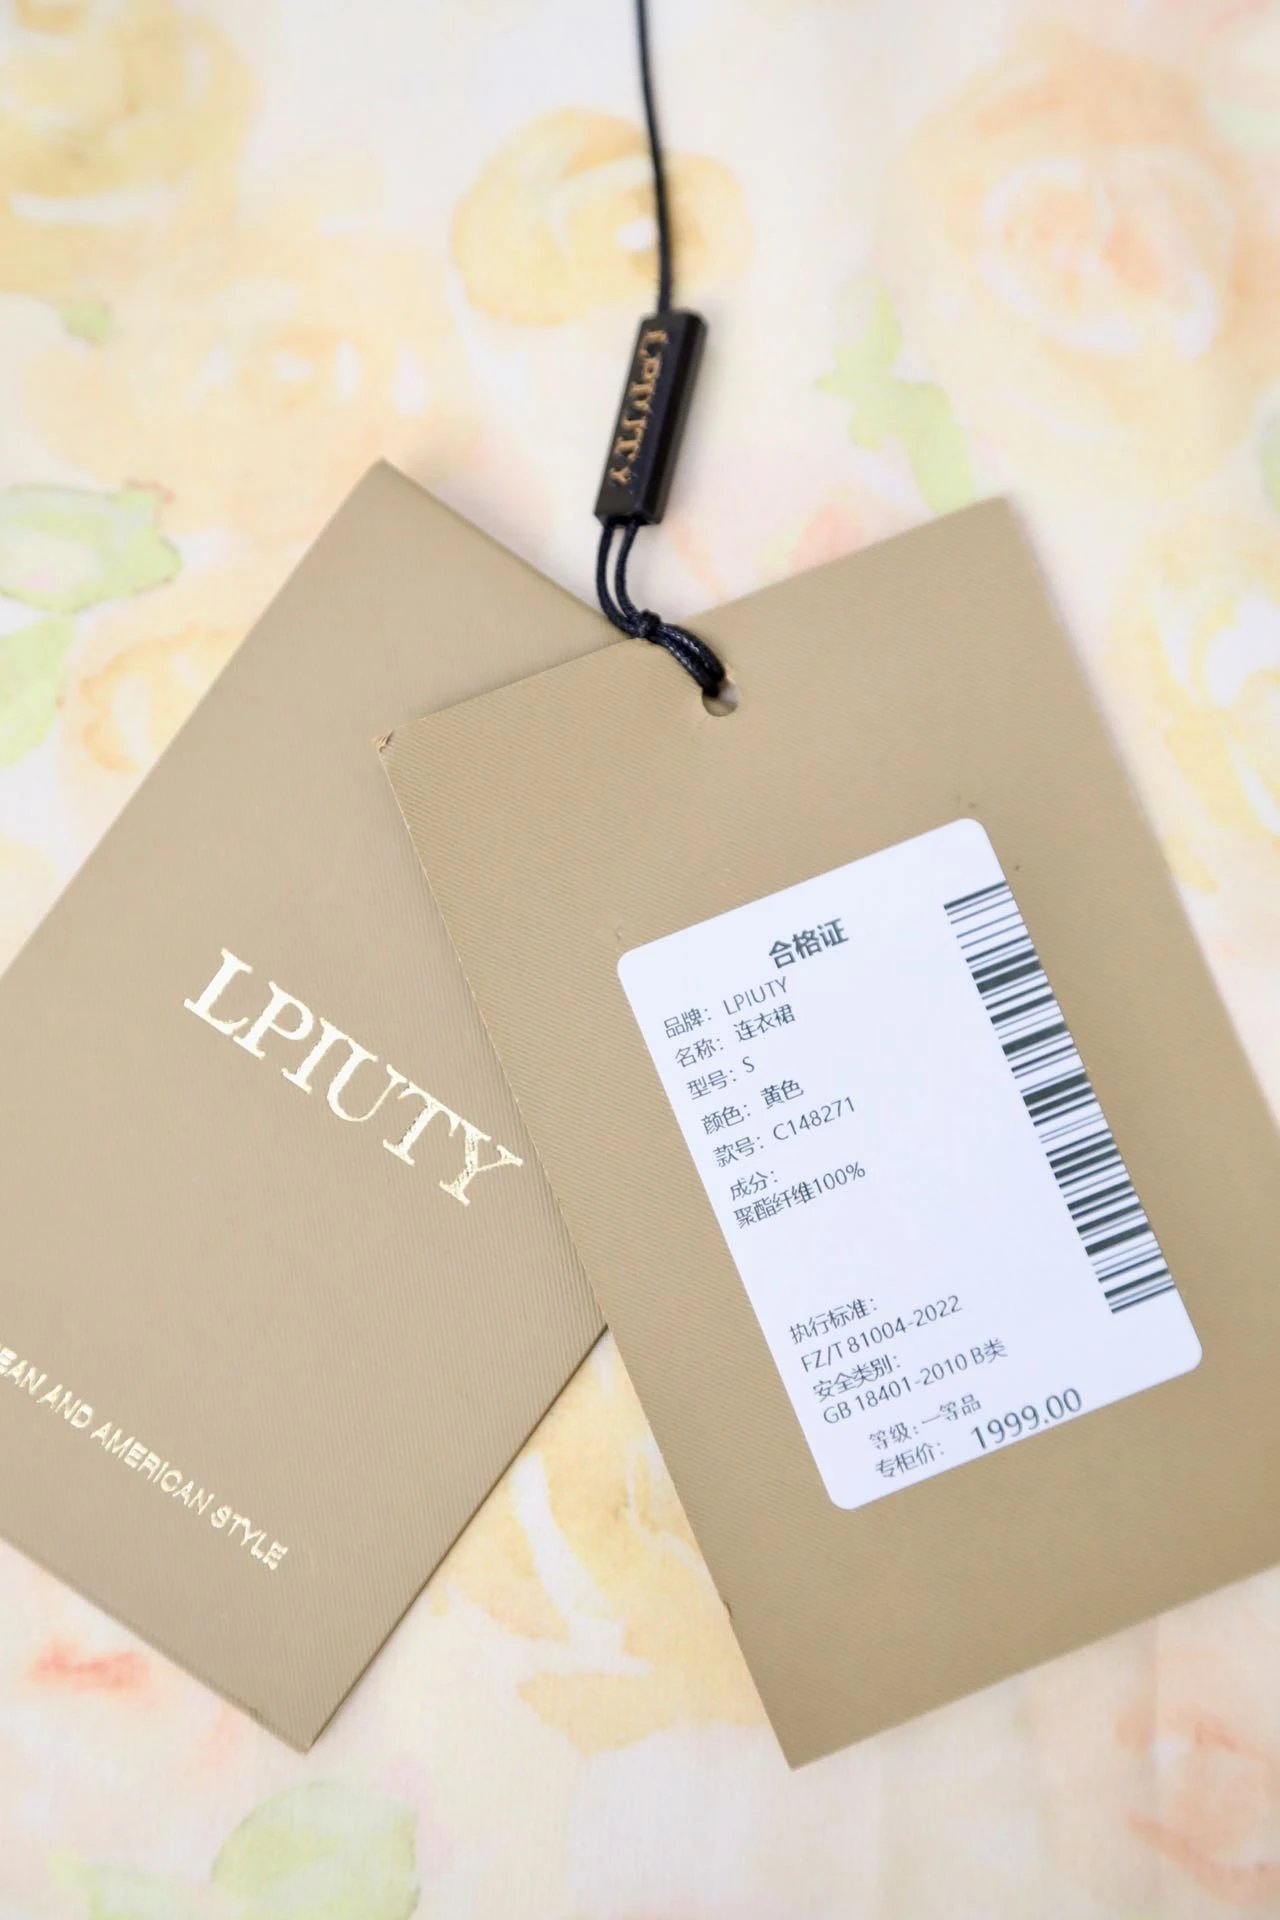 LPIUTY
LPIUTY
EAN AND AMERICAN STYLE
合格证
品牌：LPIUTY
名称：连衣裙
型号：S
颜色：黄色
款号：C148271
成分：
聚酯纤维100%
执行标准：
FZ/T 81004-2022
安全类别：
GB 18401-2010 B类
等级：一等品
专柜价： 1999.00